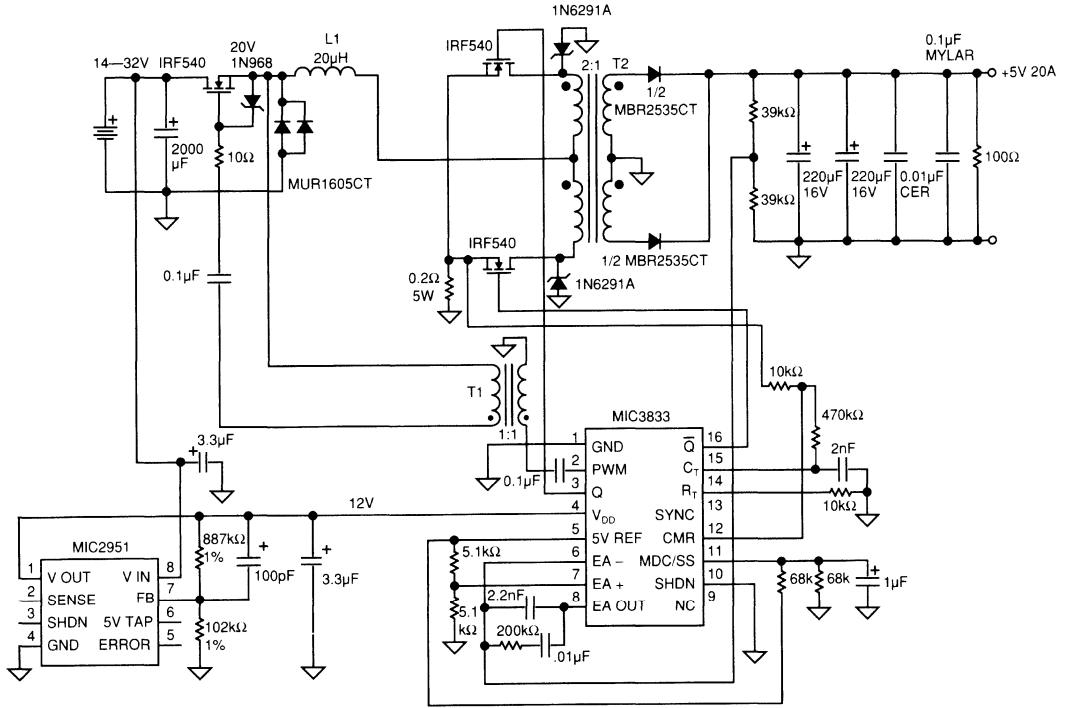 14—32V
IRF540
20V
1N968
L1
20µH
2000
µF
10Ω
MUR1605CT
0.1µF
IRF540
1N6291A
2:1
T2
1/2
MBR2535CT
0.1µF
MYLAR
+5V 20A
39kΩ
39kΩ
220µF
16V
220µF
16V
0.01µF
CER
100Ω
IRF540
1/2 MBR2535CT
1N6291A
0.2Ω
5W
T1
1:1
0.1µF
10kΩ
470kΩ
2nF
10kΩ
MIC3833
1 GND
2 PWM
3 Q
4 VDD
5 5V REF
6 EA −
7 EA +
8 EA OUT
16 Q̅
15 CT
14 RT
13 SYNC
12 CMR
11 MDC/SS
10 SHDN
9 NC
5.1kΩ
5.1
kΩ
2.2nF
200kΩ
.01µF
68k
68k
1µF
3.3µF
12V
MIC2951
1 V OUT
2 SENSE
3 SHDN
4 GND
8 V IN
7 FB
6 5V TAP
5 ERROR
887kΩ
1%
100pF
3.3µF
102kΩ
1%